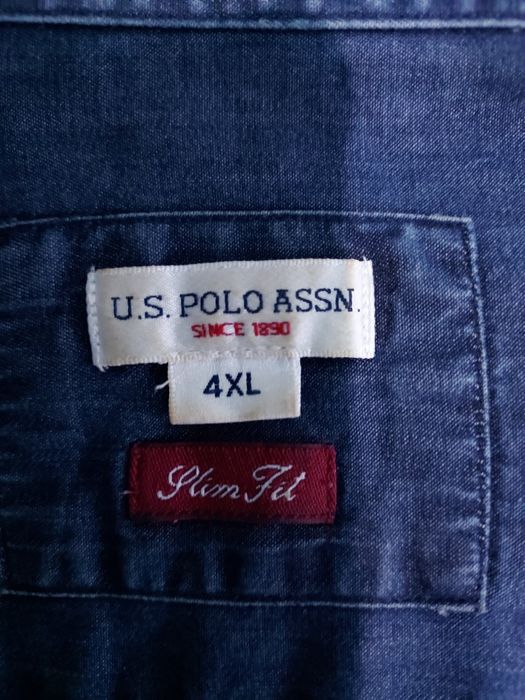 U.S. POLO ASSN.
SINCE 1890
4XL
Slim Fit